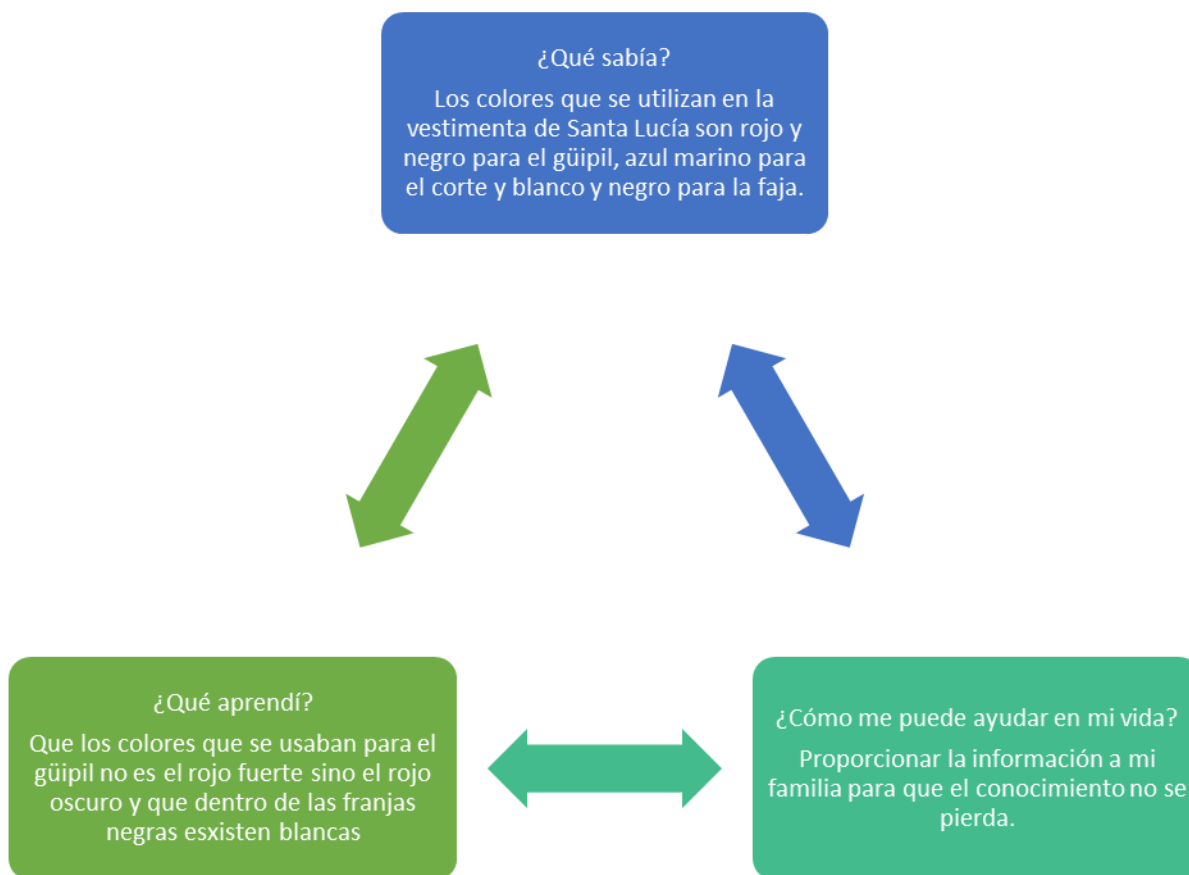 ¿Qué sabía?
Los colores que se utilizan en la
vestimenta de Santa Lucía son rojo y
negro para el güipil, azul marino para
el corte y blanco y negro para la faja.
¿Qué aprendí?
Que los colores que se usaban para el
güipil no es el rojo fuerte sino el rojo
oscuro y que dentro de las franjas
negras esxisten blancas
¿Cómo me puede ayudar en mi vida?
Proporcionar la información a mi
familia para que el conocimiento no se
pierda.